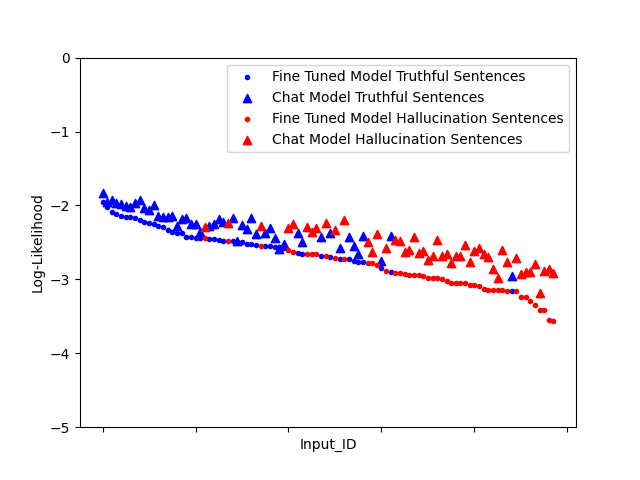 Fine Tuned Model Truthful Sentences
Chat Model Truthful Sentences
Fine Tuned Model Hallucination Sentences
Chat Model Hallucination Sentences
0
−1
−2
−3
−4
−5
Log-Likelihood
Input_ID